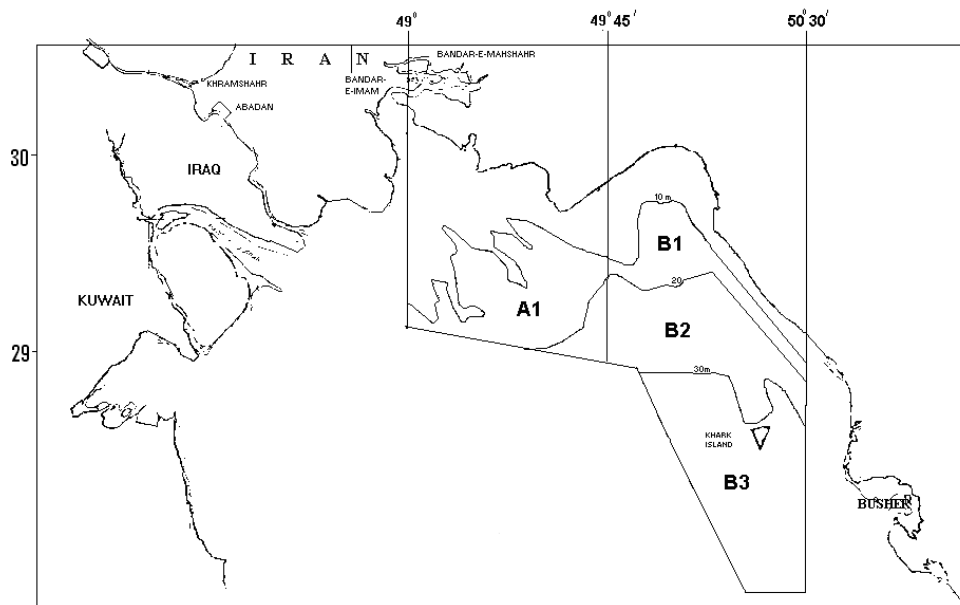 49° 49° 45' 50° 30'
I R A N
BANDAR-E-MAHSHAHR
KHRAMSHAHR
BANDAR-
E-IMAM
ABADAN
30
IRAQ
10 m
B1
20
KUWAIT
A1
B2
29
30m
KHARK
ISLAND
B3
BUSHER